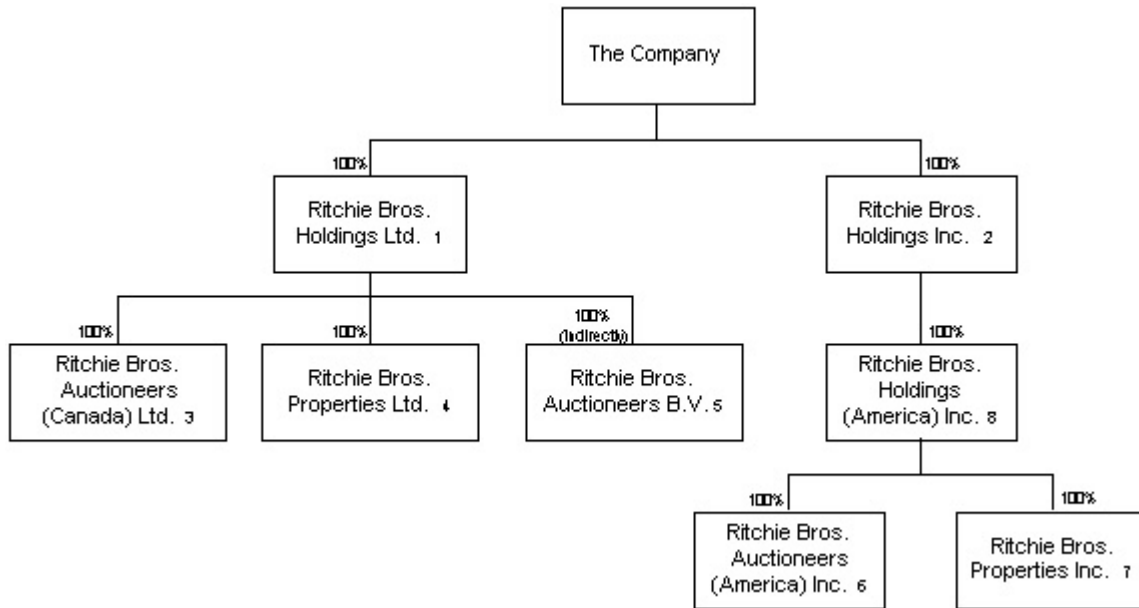 The Company
100%
100%
Ritchie Bros.
Holdings Ltd. 1
Ritchie Bros.
Holdings Inc. 2
100%
100%
100%
(Indirectly)
100%
Ritchie Bros.
Auctioneers
(Canada) Ltd. 3
Ritchie Bros.
Properties Ltd. 4
Ritchie Bros.
Auctioneers B.V. 5
Ritchie Bros.
Holdings
(America) Inc. 8
100%
100%
Ritchie Bros.
Auctioneers
(America) Inc. 6
Ritchie Bros.
Properties Inc. 7